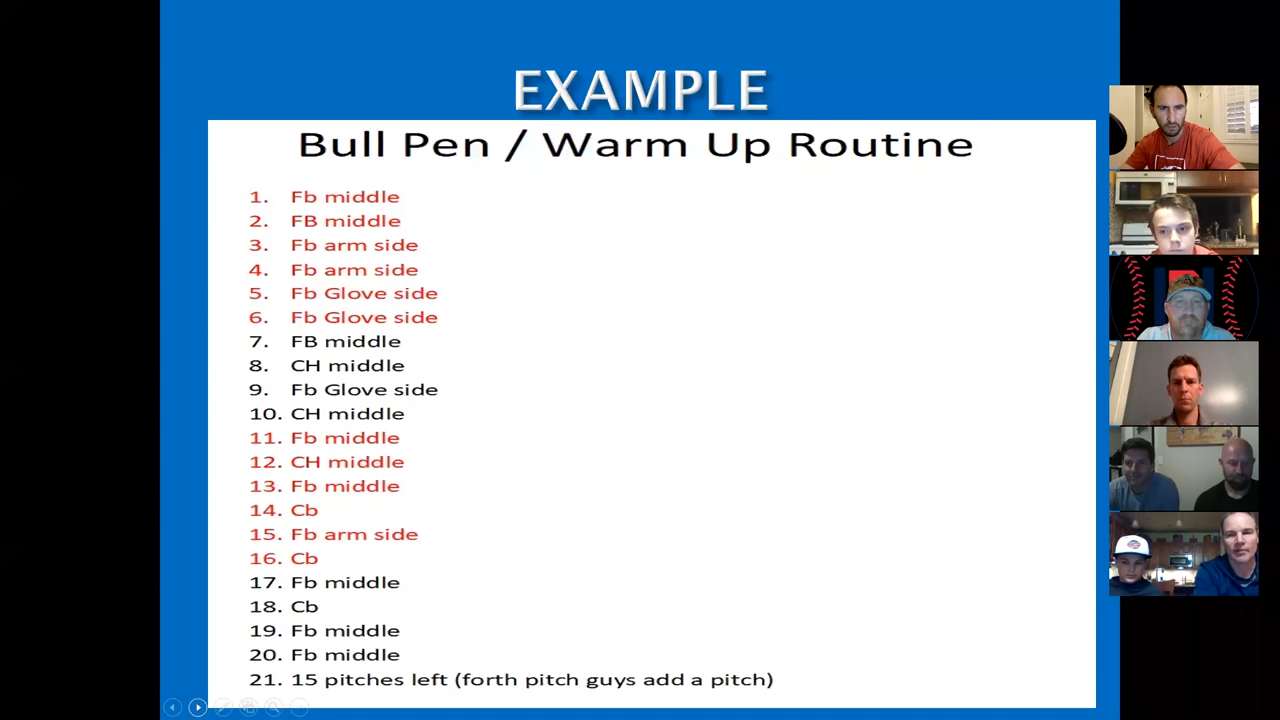 EXAMPLE
Bull Pen / Warm Up Routine
1. Fb middle
2. FB middle
3. Fb arm side
4. Fb arm side
5. Fb Glove side
6. Fb Glove side
7. FB middle
8. CH middle
9. Fb Glove side
10. CH middle
11. Fb middle
12. CH middle
13. Fb middle
14. Cb
15. Fb arm side
16. Cb
17. Fb middle
18. Cb
19. Fb middle
20. Fb middle
21. 15 pitches left (forth pitch guys add a pitch)